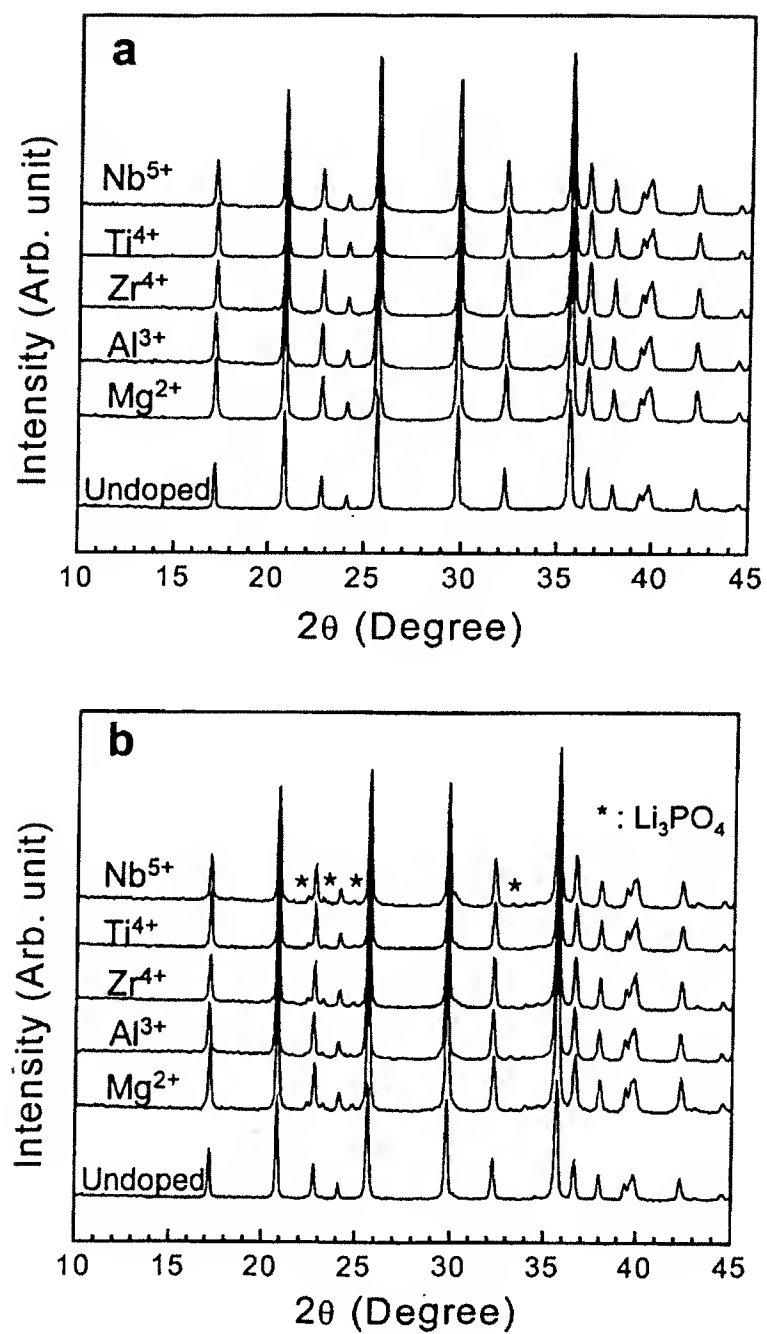 a
Intensity (Arb. unit)
Nb⁵⁺
Ti⁴⁺
Zr⁴⁺
Al³⁺
Mg²⁺
Undoped
10 15 20 25 30 35 40 45
2θ (Degree)
b
* : Li₃PO₄
Intensity (Arb. unit)
Nb⁵⁺
* * * *
Ti⁴⁺
Zr⁴⁺
Al³⁺
Mg²⁺
Undoped
10 15 20 25 30 35 40 45
2θ (Degree)